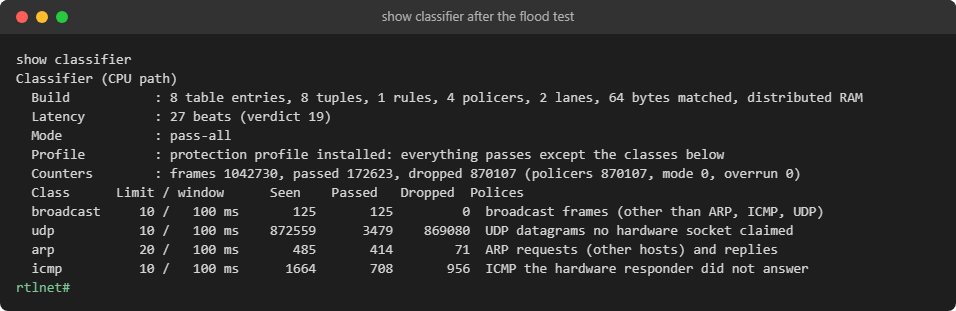 show classifier after the flood test
show classifier
Classifier (CPU path)
  Build           : 8 table entries, 8 tuples, 1 rules, 4 policers, 2 lanes, 64 bytes matched, distributed RAM
  Latency         : 27 beats (verdict 19)
  Mode            : pass-all
  Profile         : protection profile installed: everything passes except the classes below
  Counters        : frames 1042730, passed 172623, dropped 870107 (policers 870107, mode 0, overrun 0)
  Class      Limit / window      Seen    Passed   Dropped  Polices
  broadcast     10 /   100 ms       125       125         0  broadcast frames (other than ARP, ICMP, UDP)
  udp           10 /   100 ms    872559      3479    869080  UDP datagrams no hardware socket claimed
  arp           20 /   100 ms       485       414        71  ARP requests (other hosts) and replies
  icmp          10 /   100 ms      1664       708       956  ICMP the hardware responder did not answer
rtlnet#